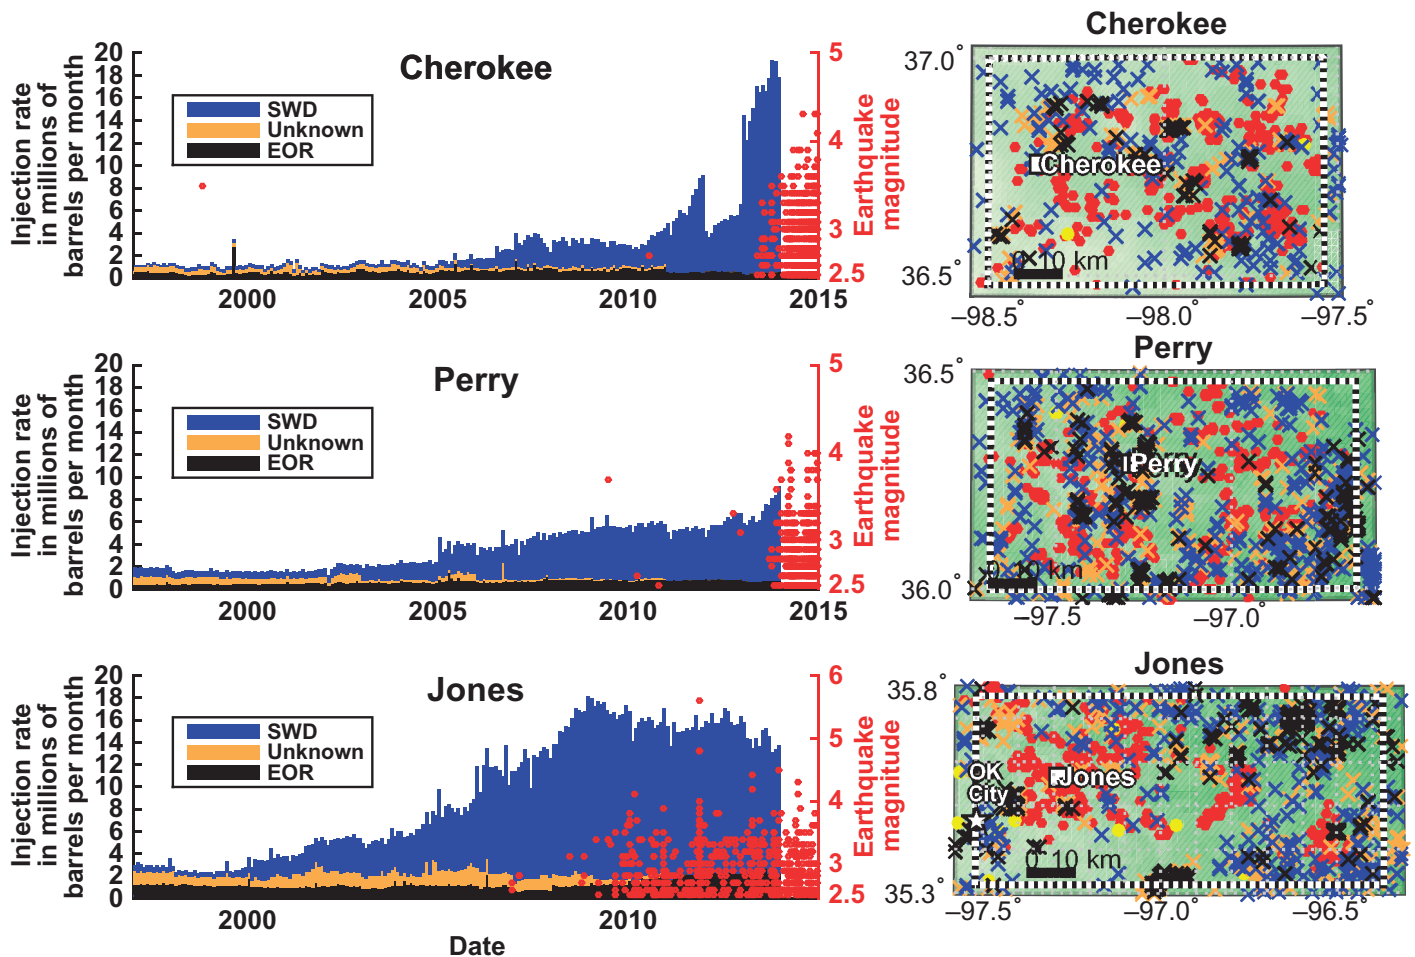 Cherokee
Injection rate
in millions of
barrels per month
20
18
16
14
12
10
8
6
4
2
0
SWD
Unknown
EOR
2000
2005
2010
2015
5
4
3
2.5
Earthquake
magnitude
Cherokee
37.0°
36.5°
Cherokee
0 10 km
–98.5°
–98.0°
–97.5°
Perry
Injection rate
in millions of
barrels per month
20
18
16
14
12
10
8
6
4
2
0
SWD
Unknown
EOR
2000
2005
2010
2015
5
4
3
2.5
Earthquake
magnitude
Perry
36.5°
36.0°
Perry
0 10 km
–97.5°
–97.0°
Jones
Injection rate
in millions of
barrels per month
20
18
16
14
12
10
8
6
4
2
0
SWD
Unknown
EOR
2000
2005
2010
Date
6
5
4
3
2.5
Earthquake
magnitude
Jones
35.8°
35.3°
OK
City
Jones
0 10 km
–97.5°
–97.0°
–96.5°